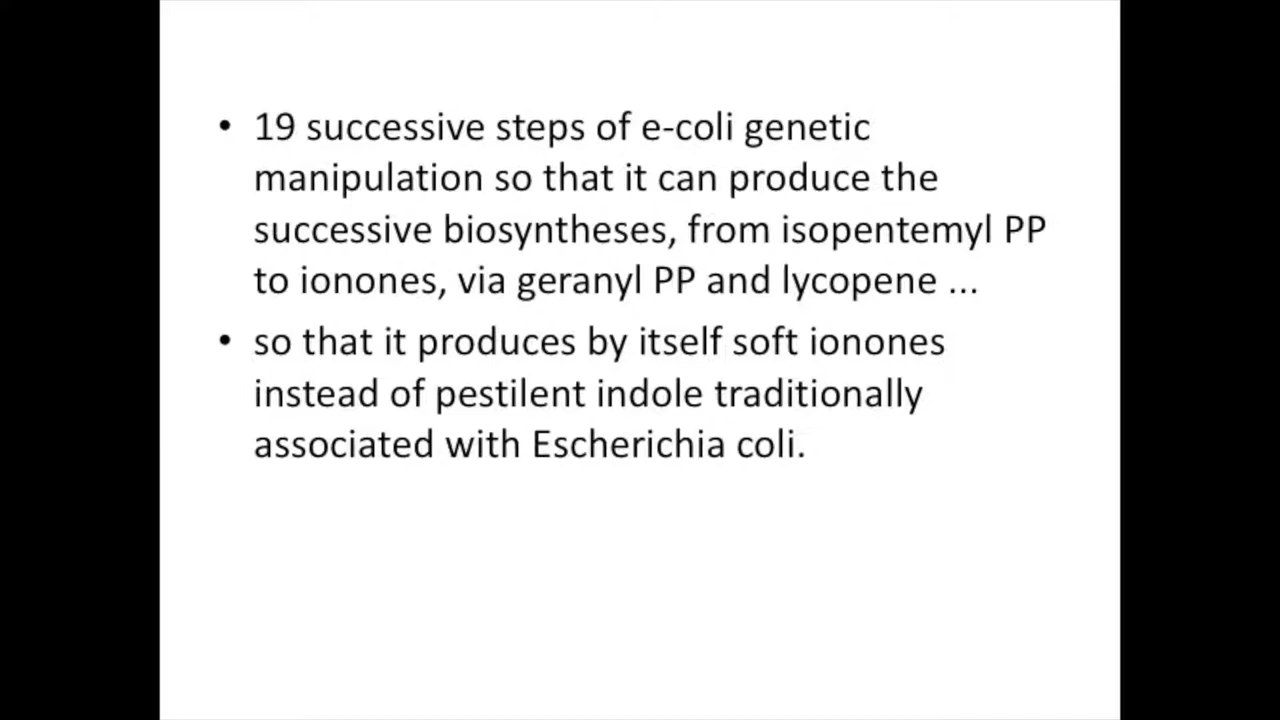 • 19 successive steps of e-coli genetic
manipulation so that it can produce the
successive biosyntheses, from isopentemyl PP
to ionones, via geranyl PP and lycopene ...
• so that it produces by itself soft ionones
instead of pestilent indole traditionally
associated with Escherichia coli.